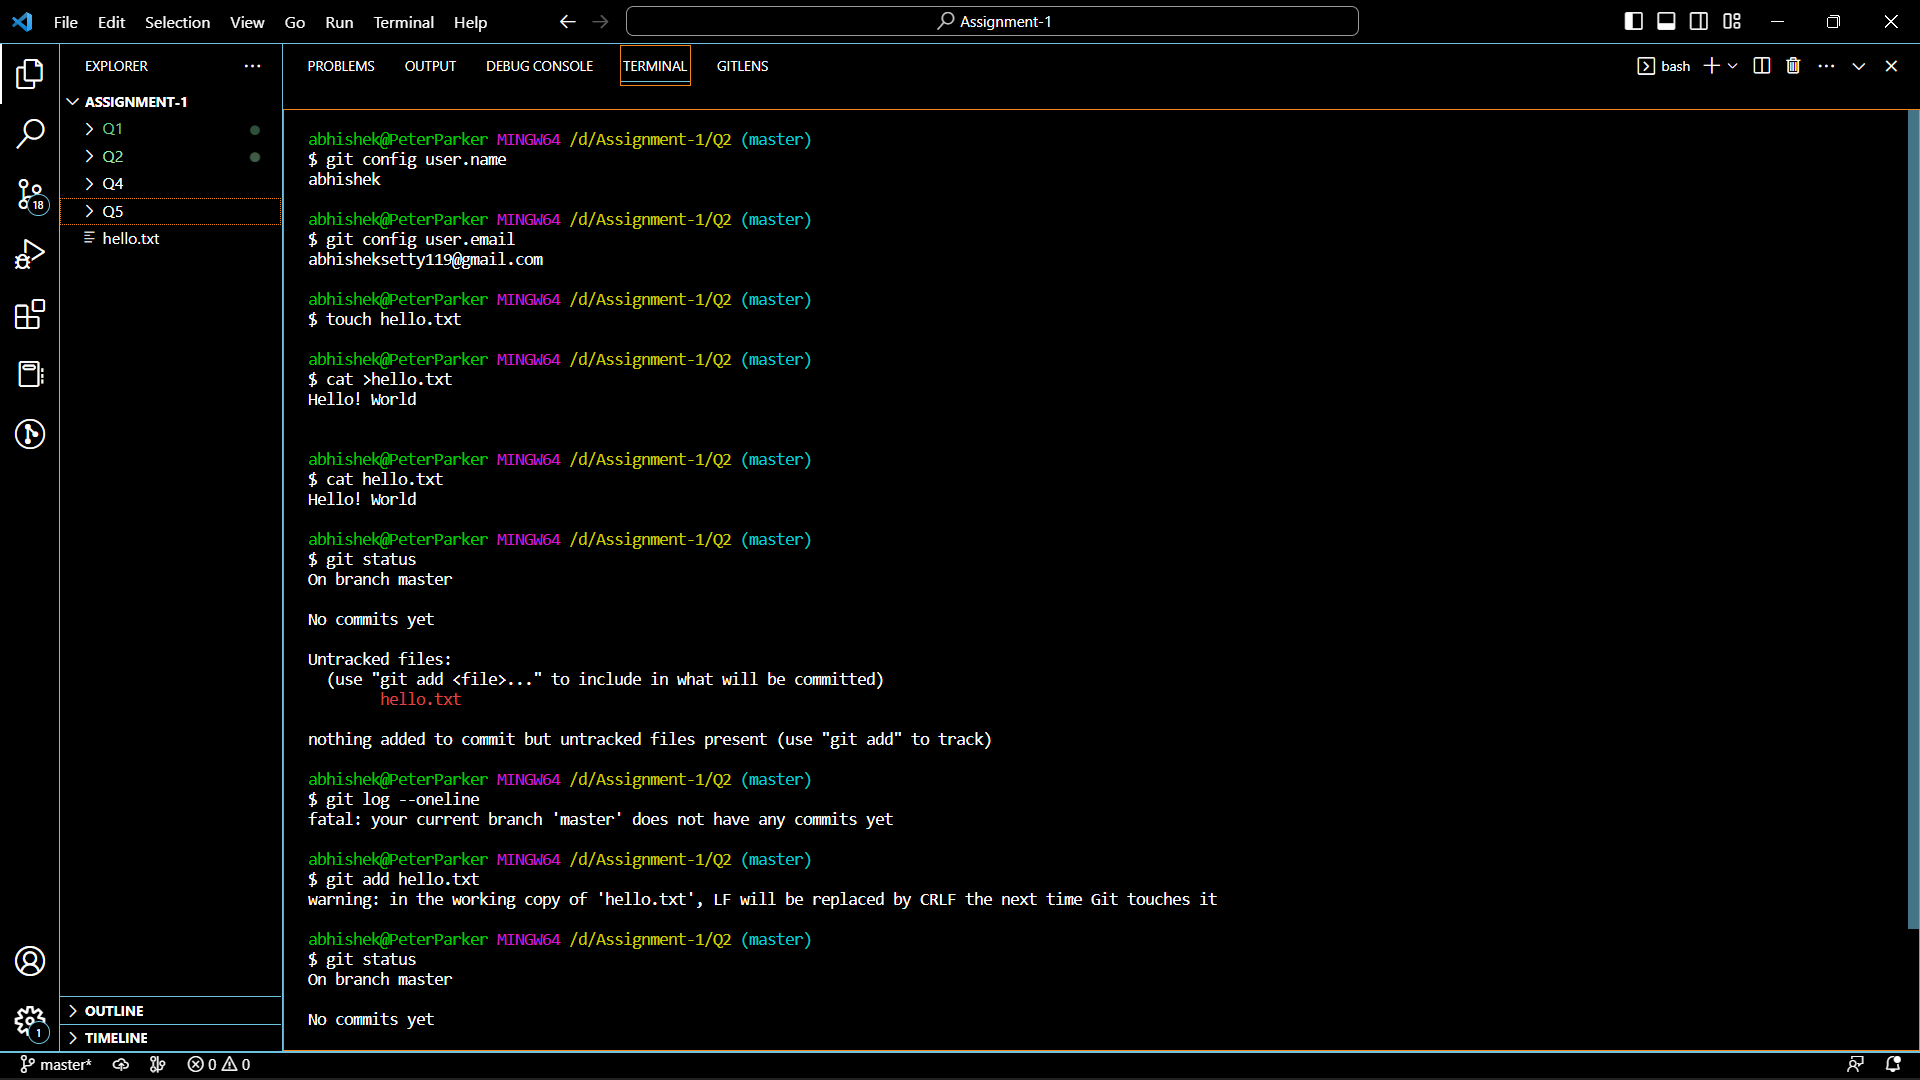 File Edit Selection View Go Run Terminal Help
Assignment-1
EXPLORER
ASSIGNMENT-1
Q1
Q2
Q4
Q5
hello.txt
18
1
OUTLINE
TIMELINE
PROBLEMS OUTPUT DEBUG CONSOLE TERMINAL GITLENS
bash
abhishek@PeterParker MINGW64 /d/Assignment-1/Q2 (master)
$ git config user.name
abhishek
abhishek@PeterParker MINGW64 /d/Assignment-1/Q2 (master)
$ git config user.email
abhisheksetty119@gmail.com
abhishek@PeterParker MINGW64 /d/Assignment-1/Q2 (master)
$ touch hello.txt
abhishek@PeterParker MINGW64 /d/Assignment-1/Q2 (master)
$ cat >hello.txt
Hello! World
abhishek@PeterParker MINGW64 /d/Assignment-1/Q2 (master)
$ cat hello.txt
Hello! World
abhishek@PeterParker MINGW64 /d/Assignment-1/Q2 (master)
$ git status
On branch master
No commits yet
Untracked files:
  (use "git add <file>..." to include in what will be committed)
        hello.txt
nothing added to commit but untracked files present (use "git add" to track)
abhishek@PeterParker MINGW64 /d/Assignment-1/Q2 (master)
$ git log --oneline
fatal: your current branch 'master' does not have any commits yet
abhishek@PeterParker MINGW64 /d/Assignment-1/Q2 (master)
$ git add hello.txt
warning: in the working copy of 'hello.txt', LF will be replaced by CRLF the next time Git touches it
abhishek@PeterParker MINGW64 /d/Assignment-1/Q2 (master)
$ git status
On branch master
No commits yet
master* 0 0